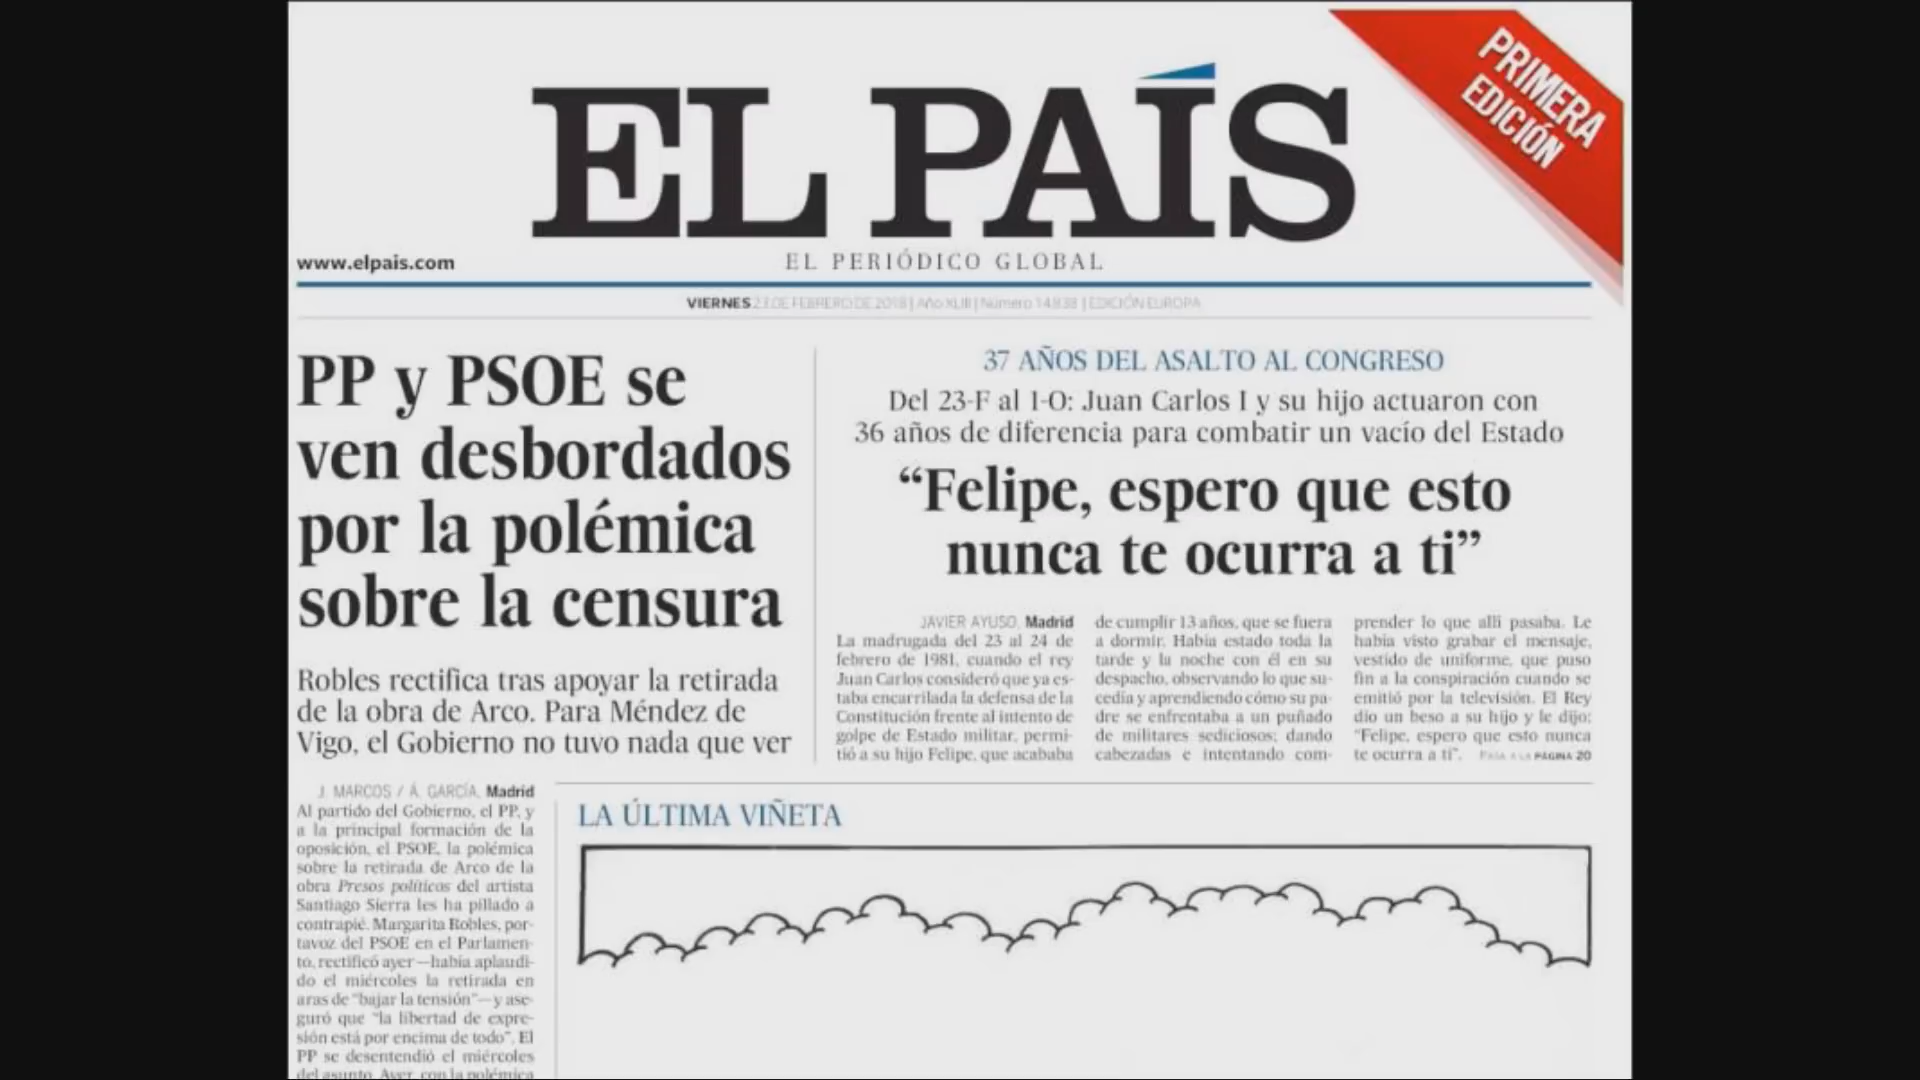 PRIMERA
EDICIÓN
EL PAÍS
www.elpais.com
EL PERIÓDICO GLOBAL
VIERNES 23 DE FEBRERO DE 2018 | Año XLIII | Número 14.838 | EDICIÓN EUROPA
PP y PSOE se
ven desbordados
por la polémica
sobre la censura
Robles rectifica tras apoyar la retirada
de la obra de Arco. Para Méndez de
Vigo, el Gobierno no tuvo nada que ver
J. MARCOS / Á. GARCÍA, Madrid
Al partido del Gobierno, el PP, y
a la principal formación de la
oposición, el PSOE, la polémica
sobre la retirada de Arco de la
obra Presos políticos del artista
Santiago Sierra les ha pillado a
contrapié. Margarita Robles, por-
tavoz del PSOE en el Parlamen-
to, rectificó ayer —había aplaudi-
do el miércoles la retirada en
aras de "bajar la tensión"— y ase-
guró que "la libertad de expre-
sión está por encima de todo". El
PP se desentendió el miércoles
del asunto. Ayer, con la polémica
37 AÑOS DEL ASALTO AL CONGRESO
Del 23-F al 1-O: Juan Carlos I y su hijo actuaron con
36 años de diferencia para combatir un vacío del Estado
“Felipe, espero que esto
nunca te ocurra a ti”
JAVIER AYUSO, Madrid
La madrugada del 23 al 24 de
febrero de 1981, cuando el rey
Juan Carlos consideró que ya es-
taba encarrilada la defensa de la
Constitución frente al intento de
golpe de Estado militar, permi-
tió a su hijo Felipe, que acababa
de cumplir 13 años, que se fuera
a dormir. Había estado toda la
tarde y la noche con él en su
despacho, observando lo que su-
cedía y aprendiendo cómo su pa-
dre se enfrentaba a un puñado
de militares sediciosos; dando
cabezadas e intentando com-
prender lo que allí pasaba. Le
había visto grabar el mensaje,
vestido de uniforme, que puso
fin a la conspiración cuando se
emitió por la televisión. El Rey
dio un beso a su hijo y le dijo:
"Felipe, espero que esto nunca
te ocurra a ti". PASA A LA PÁGINA 20
LA ÚLTIMA VIÑETA